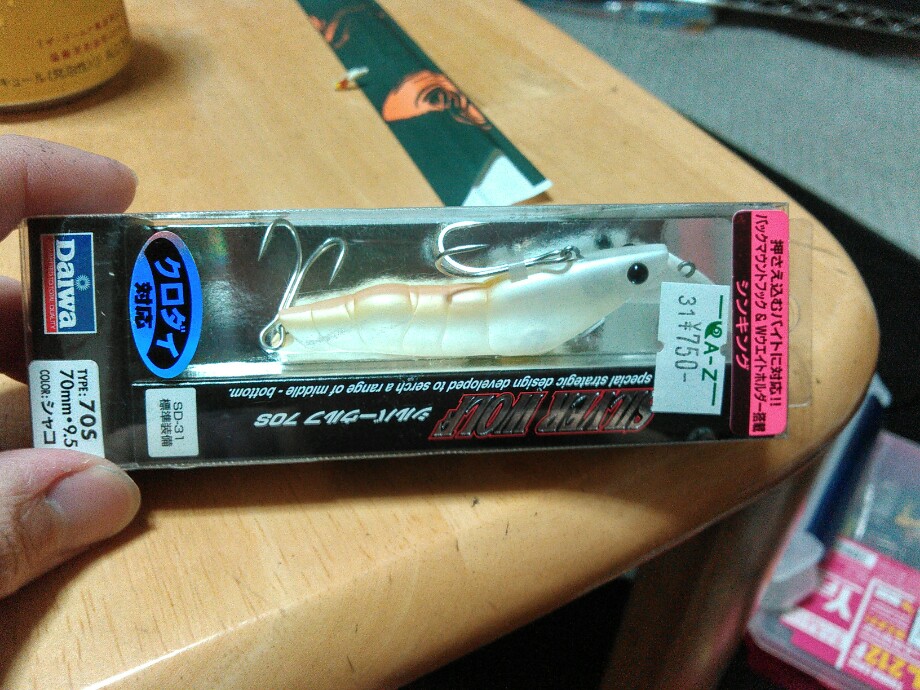 Daiwa
クロダイ
対応
TYPE: 70S
70mm・9.5
COLOR:シャコ
SD-31
標準装備
SILVER WOLF
シルバーウルフ 70S
special strategic design developed to serch a range of middle - bottom.
A-Z
31 ¥750-
押さえ込むバイトに対応!!
バックマウントフック & Wウエイトホルダー搭載
シンキング